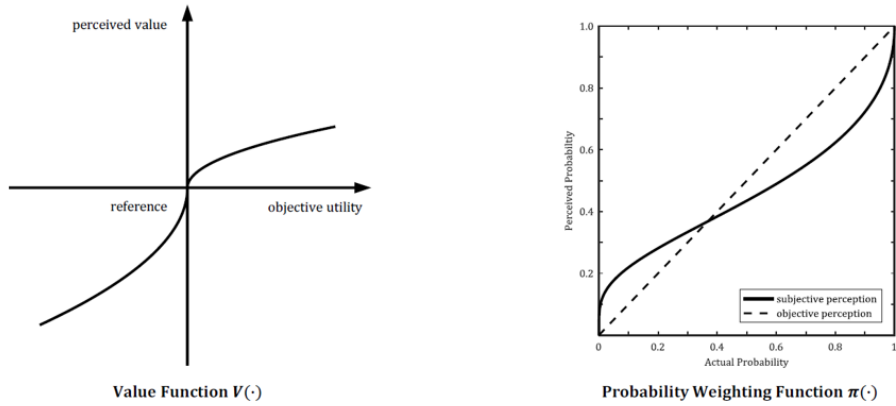 perceived value
reference
objective utility
Value Function V(·)
1.0
0.8
0.6
0.4
0.2
Perceived Probabiltiy
0
0.2
0.4
0.6
0.8
1
Actual Probability
subjective perception
objective perception
Probability Weighting Function π(·)